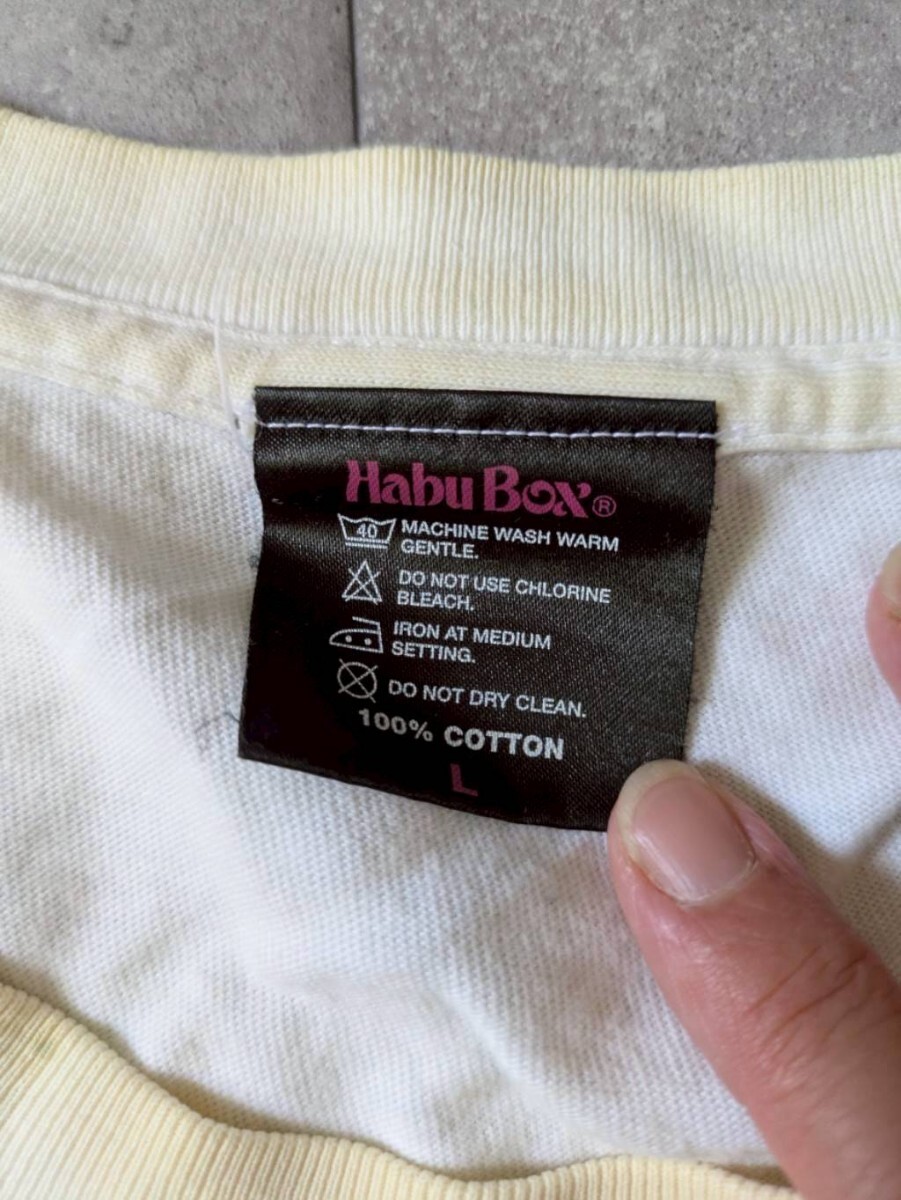 Habu Box®
40 MACHINE WASH WARM
GENTLE.
DO NOT USE CHLORINE
BLEACH.
IRON AT MEDIUM
SETTING.
DO NOT DRY CLEAN.
100% COTTON
L